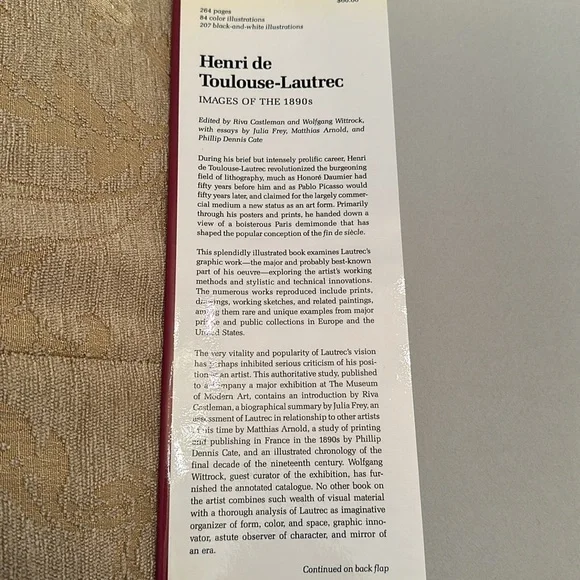 264 pages
84 color illustrations
207 black-and-white illustrations
Henri de
Toulouse-Lautrec
IMAGES OF THE 1890s
Edited by Riva Castleman and Wolfgang Wittrock,
with essays by Julia Frey, Matthias Arnold, and
Phillip Dennis Cate
During his brief but intensely prolific career, Henri
de Toulouse-Lautrec revolutionized the burgeoning
field of lithography, much as Honoré Daumier had
fifty years before him and as Pablo Picasso would
fifty years later, and claimed for the largely commer-
cial medium a new status as an art form. Primarily
through his posters and prints, he handed down a
view of a boisterous Paris demimonde that has
shaped the popular conception of the fin de siècle.
This splendidly illustrated book examines Lautrec's
graphic work—the major and probably best-known
part of his oeuvre—exploring the artist's working
methods and stylistic and technical innovations.
The numerous works reproduced include prints,
drawings, working sketches, and related paintings,
among them rare and unique examples from major
private and public collections in Europe and the
United States.
The very vitality and popularity of Lautrec's vision
has perhaps inhibited serious criticism of his posi-
tion as an artist. This authoritative study, published
to accompany a major exhibition at The Museum
of Modern Art, contains an introduction by Riva
Castleman, a biographical summary by Julia Frey, an
assessment of Lautrec in relationship to other artists
of his time by Matthias Arnold, a study of printing
and publishing in France in the 1890s by Phillip
Dennis Cate, and an illustrated chronology of the
final decade of the nineteenth century. Wolfgang
Wittrock, guest curator of the exhibition, has fur-
nished the annotated catalogue. No other book on
the artist combines such wealth of visual material
with a thorough analysis of Lautrec as imaginative
organizer of form, color, and space, graphic inno-
vator, astute observer of character, and mirror of
an era.
Continued on back flap